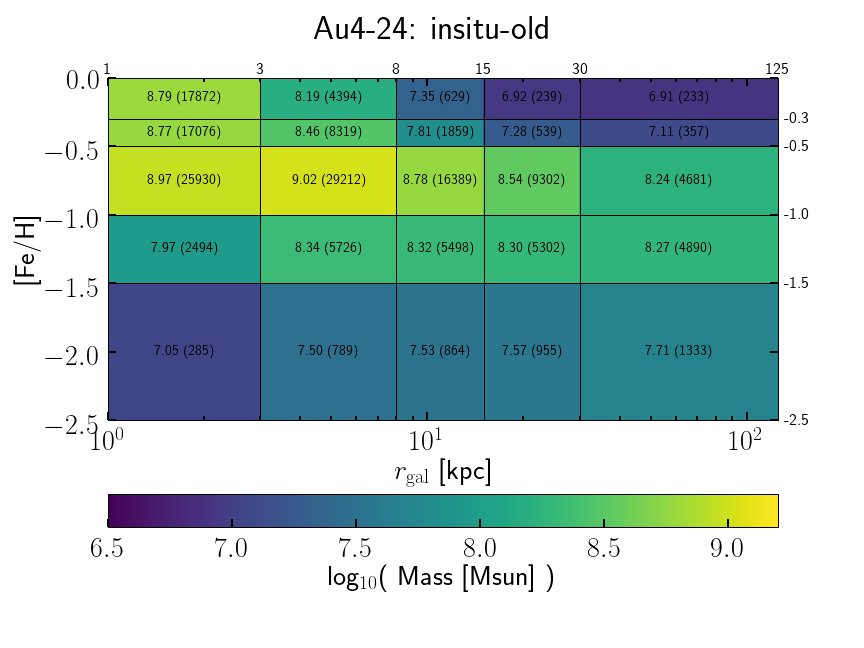 Au4-24: insitu-old
1 3 8 15 30 125
0.0
8.79 (17872) 8.19 (4394) 7.35 (629) 6.92 (239) 6.91 (233)
-0.3
8.77 (17076) 8.46 (8319) 7.81 (1859) 7.28 (539) 7.11 (357)
−0.5 -0.5
8.97 (25930) 9.02 (29212) 8.78 (16389) 8.54 (9302) 8.24 (4681)
−1.0 -1.0
[Fe/H]
7.97 (2494) 8.34 (5726) 8.32 (5498) 8.30 (5302) 8.27 (4890)
−1.5 -1.5
7.05 (285) 7.50 (789) 7.53 (864) 7.57 (955) 7.71 (1333)
−2.0
−2.5 -2.5
10⁰ 10¹ 10²
r_gal [kpc]
6.5 7.0 7.5 8.0 8.5 9.0
log₁₀( Mass [Msun] )